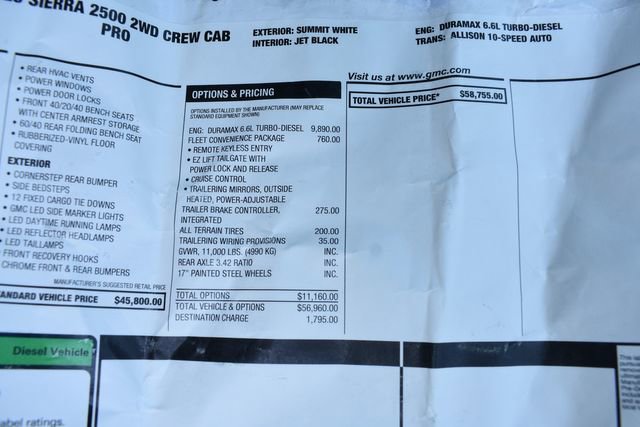 SIERRA 2500 2WD CREW CAB
PRO
EXTERIOR: SUMMIT WHITE
INTERIOR: JET BLACK
ENG: DURAMAX 6.6L TURBO-DIESEL
TRANS: ALLISON 10-SPEED AUTO
• REAR HVAC VENTS
• POWER WINDOWS
• POWER DOOR LOCKS
• FRONT 40/20/40 BENCH SEATS
WITH CENTER ARMREST STORAGE
• 60/40 REAR FOLDING BENCH SEAT
• RUBBERIZED-VINYL FLOOR
COVERING
EXTERIOR
• CORNERSTEP REAR BUMPER
• SIDE BEDSTEPS
• 12 FIXED CARGO TIE DOWNS
• GMC LED SIDE MARKER LIGHTS
• LED DAYTIME RUNNING LAMPS
• LED REFLECTOR HEADLAMPS
• LED TAILLAMPS
FRONT RECOVERY HOOKS
CHROME FRONT & REAR BUMPERS
MANUFACTURER'S SUGGESTED RETAIL PRICE
ANDARD VEHICLE PRICE $45,800.00
OPTIONS & PRICING
OPTIONS INSTALLED BY THE MANUFACTURER (MAY REPLACE
STANDARD EQUIPMENT SHOWN)
ENG: DURAMAX 6.6L TURBO-DIESEL 9,890.00
FLEET CONVENIENCE PACKAGE 760.00
• REMOTE KEYLESS ENTRY
• EZ LIFT TAILGATE WITH
POWER LOCK AND RELEASE
• CRUISE CONTROL
• TRAILERING MIRRORS, OUTSIDE
HEATED, POWER-ADJUSTABLE
TRAILER BRAKE CONTROLLER, 275.00
INTEGRATED
ALL TERRAIN TIRES 200.00
TRAILERING WIRING PROVISIONS 35.00
GVWR, 11,000 LBS. (4990 KG) INC.
REAR AXLE 3.42 RATIO INC.
17" PAINTED STEEL WHEELS INC.
TOTAL OPTIONS $11,160.00
TOTAL VEHICLE & OPTIONS $56,960.00
DESTINATION CHARGE 1,795.00
Visit us at www.gmc.com
TOTAL VEHICLE PRICE* $58,755.00
Diesel Vehicle
abel ratings.